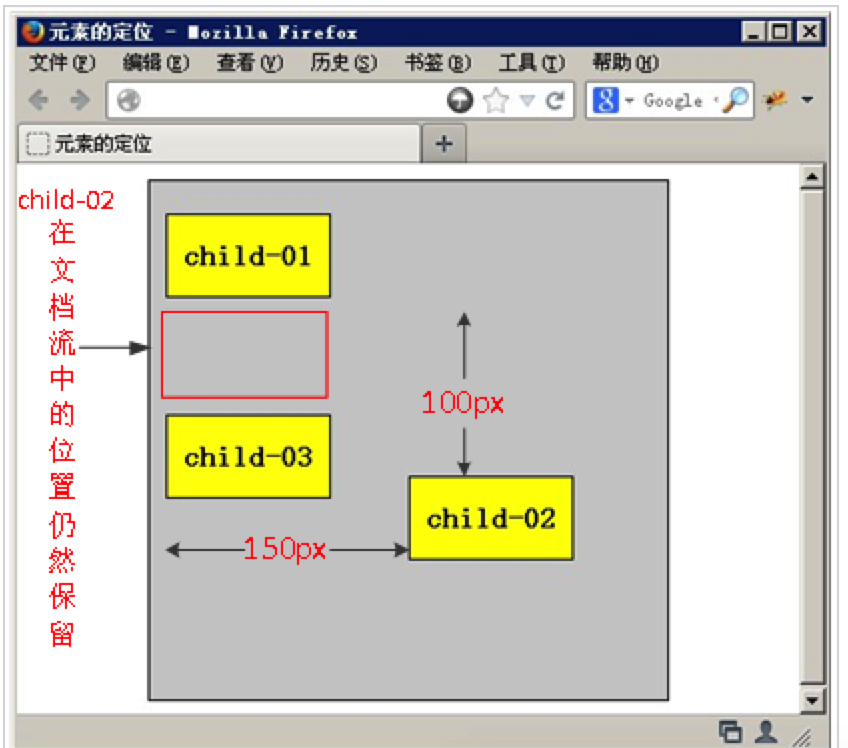 元素的定位 - Mozilla Firefox
文件(F) 编辑(E) 查看(V) 历史(S) 书签(B) 工具(T) 帮助(H)
Google
元素的定位
child-02
在
文
档
流
中
的
位
置
仍
然
保
留
child-01
100px
child-03
child-02
150px